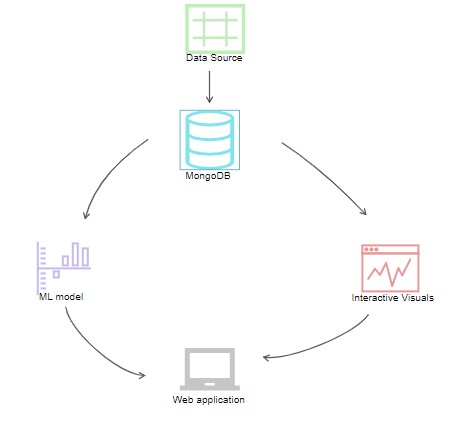 Data Source
MongoDB
ML model
Interactive Visuals
Web application